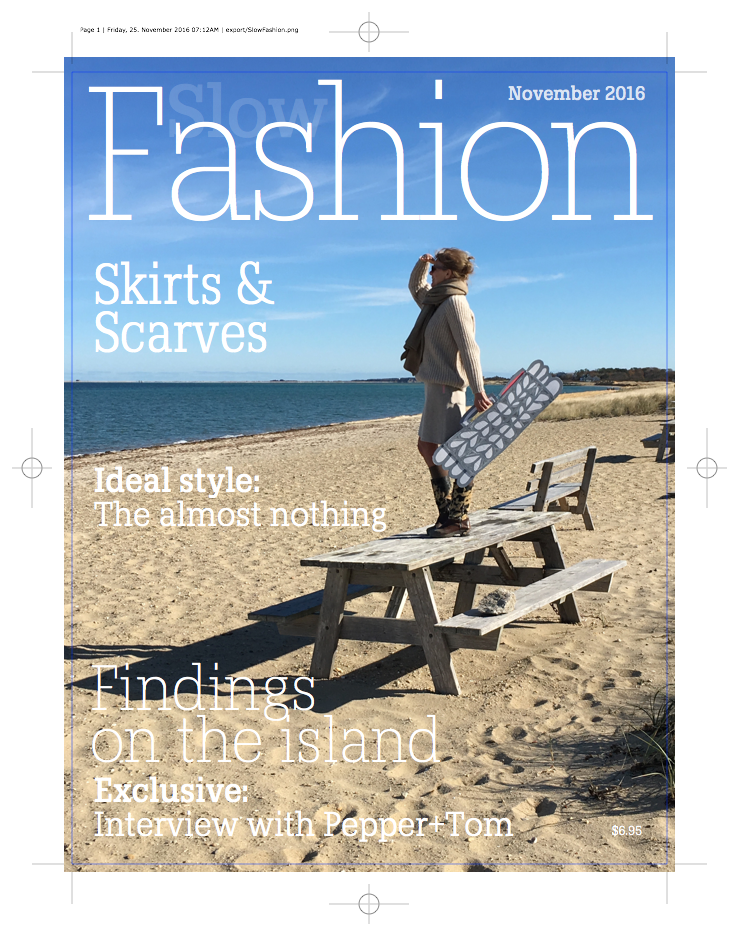 Page 1 | Friday, 25. November 2016 07:12AM | export/SlowFashion.png
Slow
November 2016
Fashion
Skirts &
Scarves
Ideal style:
The almost nothing
Findings
on the island
Exclusive:
Interview with Pepper+Tom
$6.95